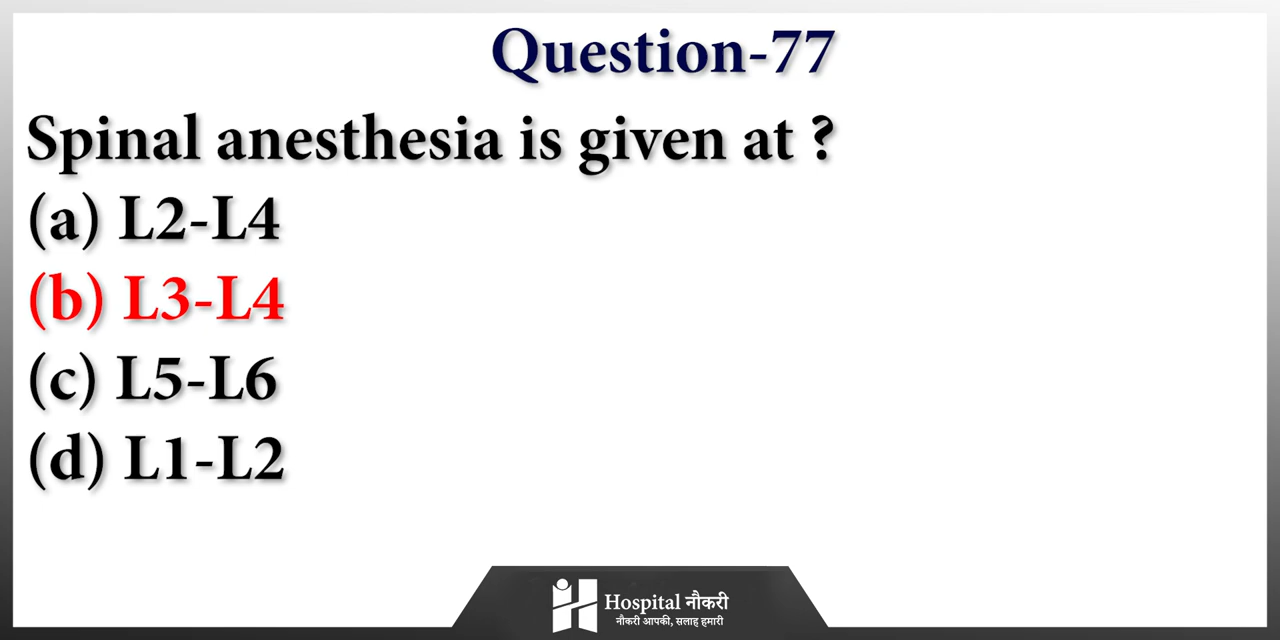 Question-77
Spinal anesthesia is given at ?
(a) L2-L4
(b) L3-L4
(c) L5-L6
(d) L1-L2
Hospital नौकरी
नौकरी आपकी, सलाह हमारी